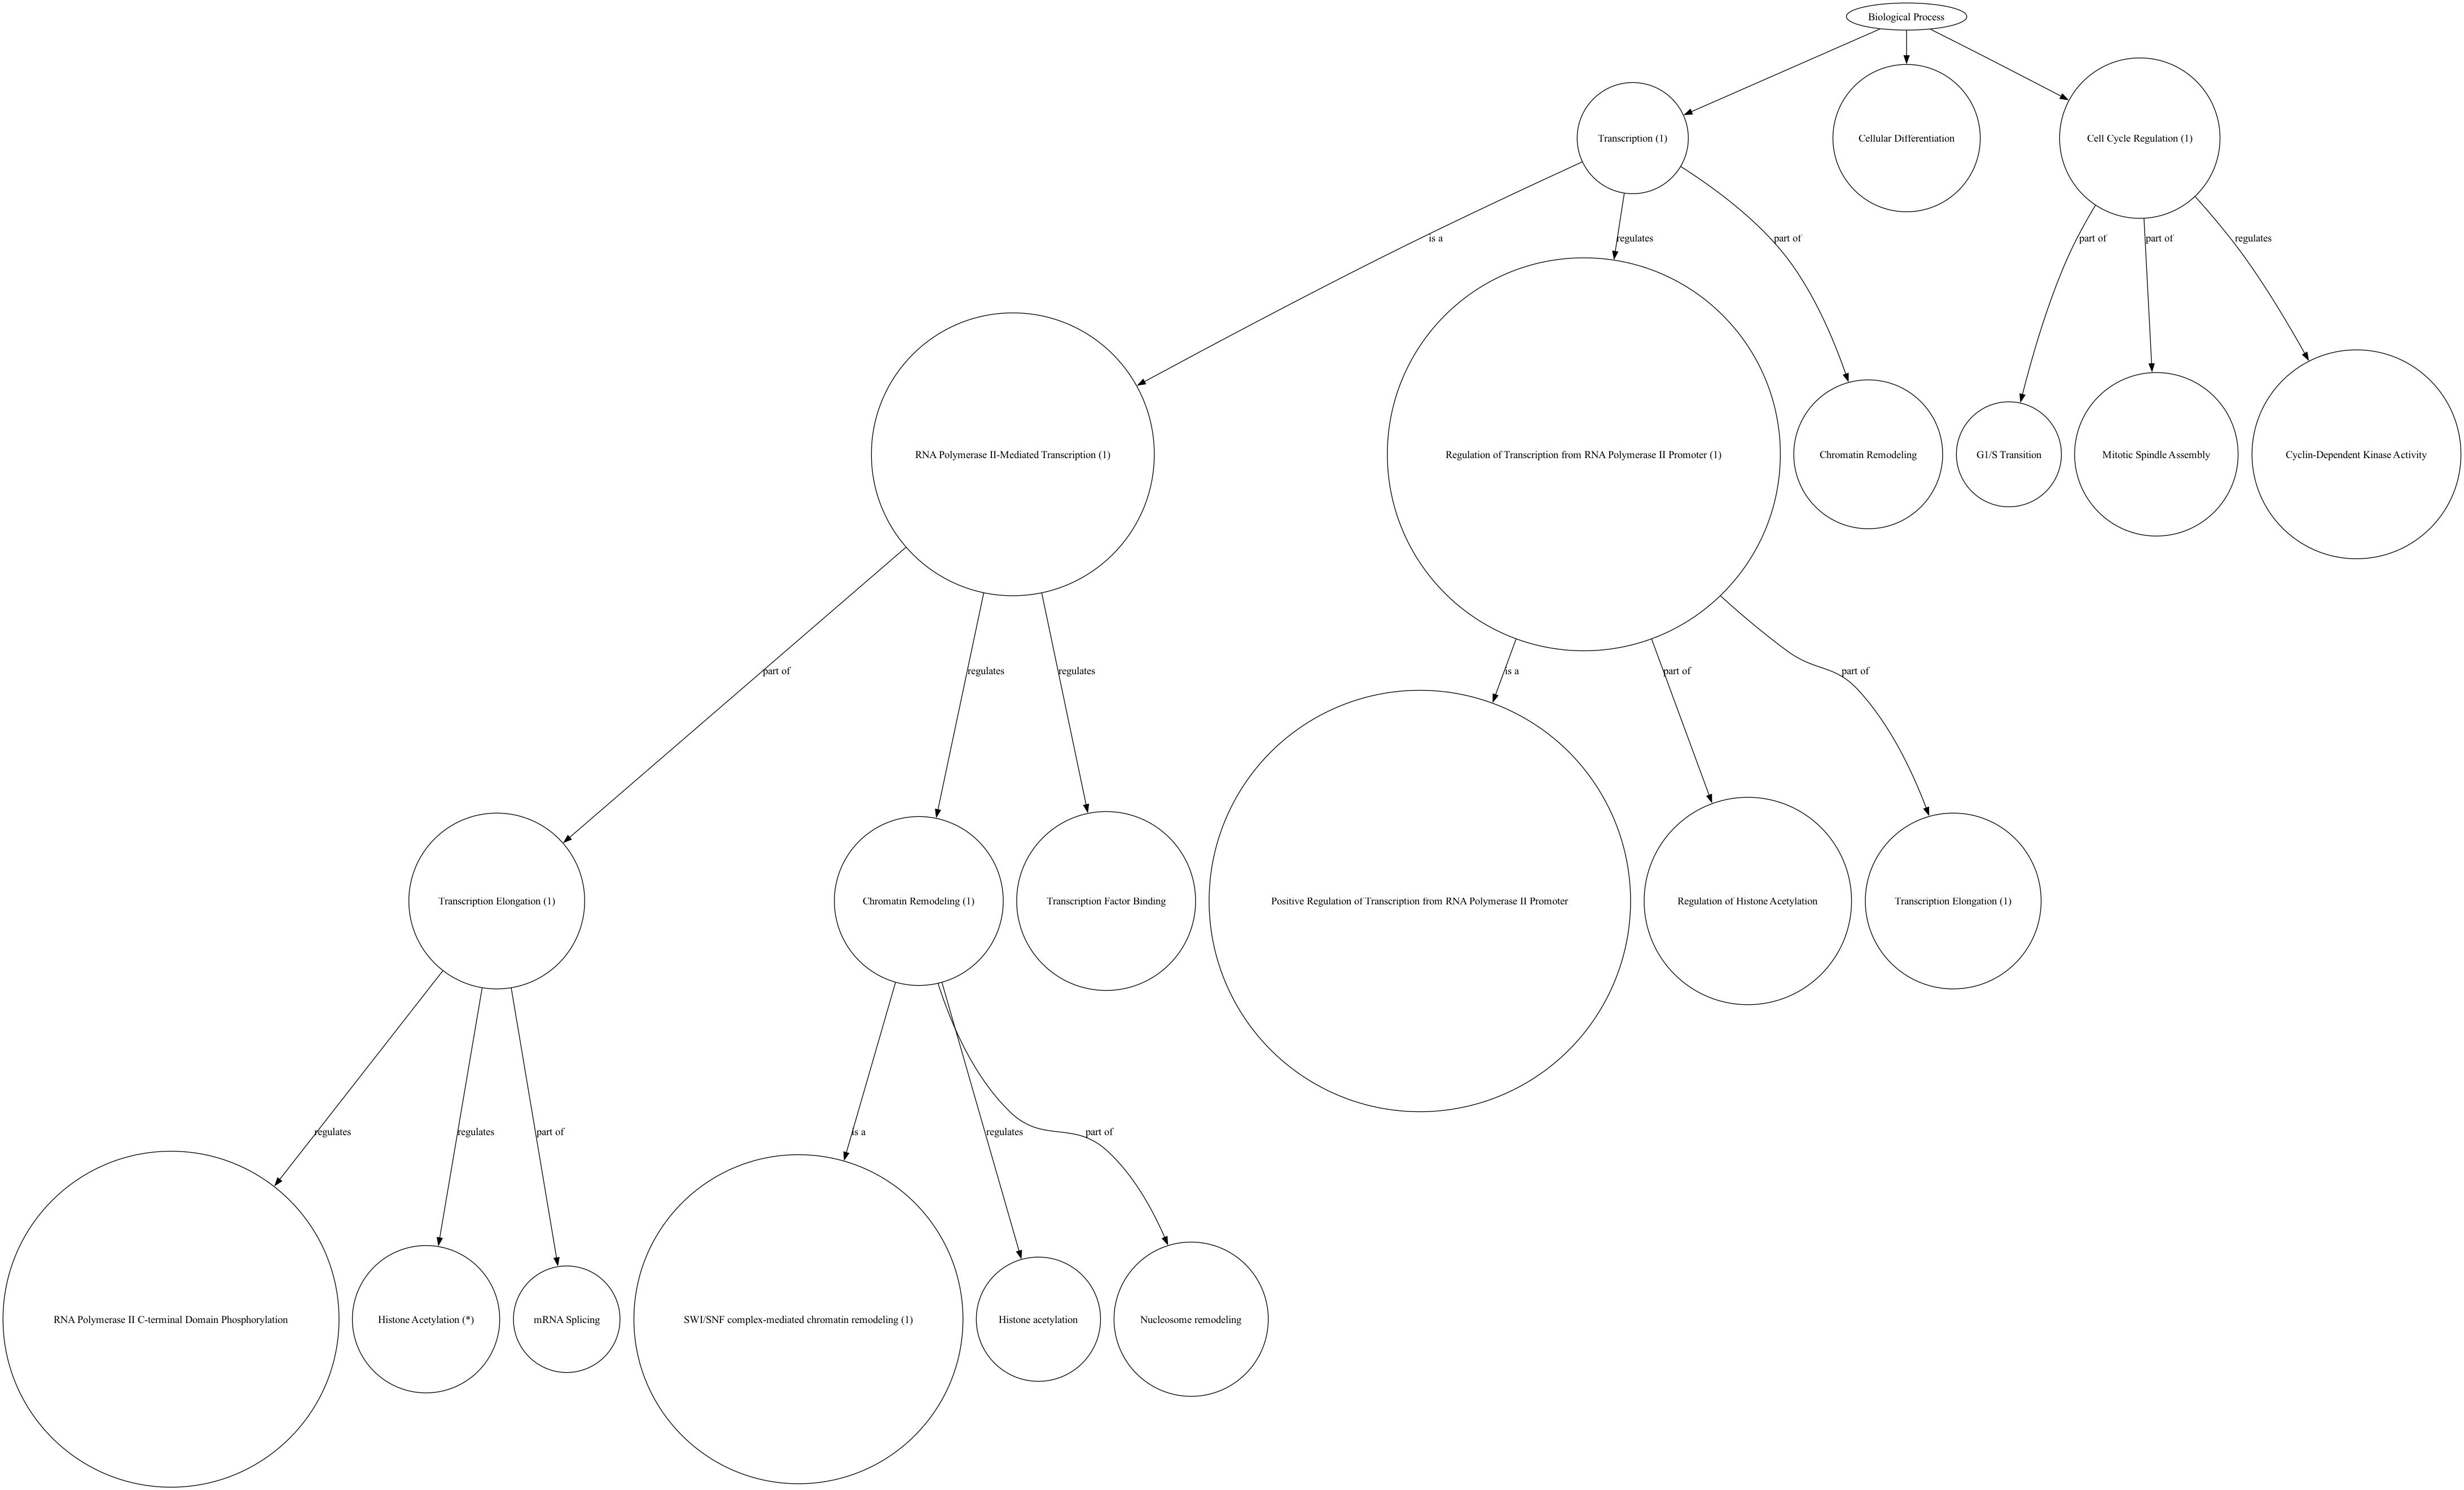 Biological Process
Transcription (1)
Cellular Differentiation
Cell Cycle Regulation (1)
is a
regulates
part of
part of
part of
regulates
RNA Polymerase II-Mediated Transcription (1)
Regulation of Transcription from RNA Polymerase II Promoter (1)
Chromatin Remodeling
G1/S Transition
Mitotic Spindle Assembly
Cyclin-Dependent Kinase Activity
part of
regulates
regulates
is a
part of
part of
Transcription Elongation (1)
Chromatin Remodeling (1)
Transcription Factor Binding
Positive Regulation of Transcription from RNA Polymerase II Promoter
Regulation of Histone Acetylation
Transcription Elongation (1)
regulates
regulates
part of
is a
regulates
part of
RNA Polymerase II C-terminal Domain Phosphorylation
Histone Acetylation (*)
mRNA Splicing
SWI/SNF complex-mediated chromatin remodeling (1)
Histone acetylation
Nucleosome remodeling